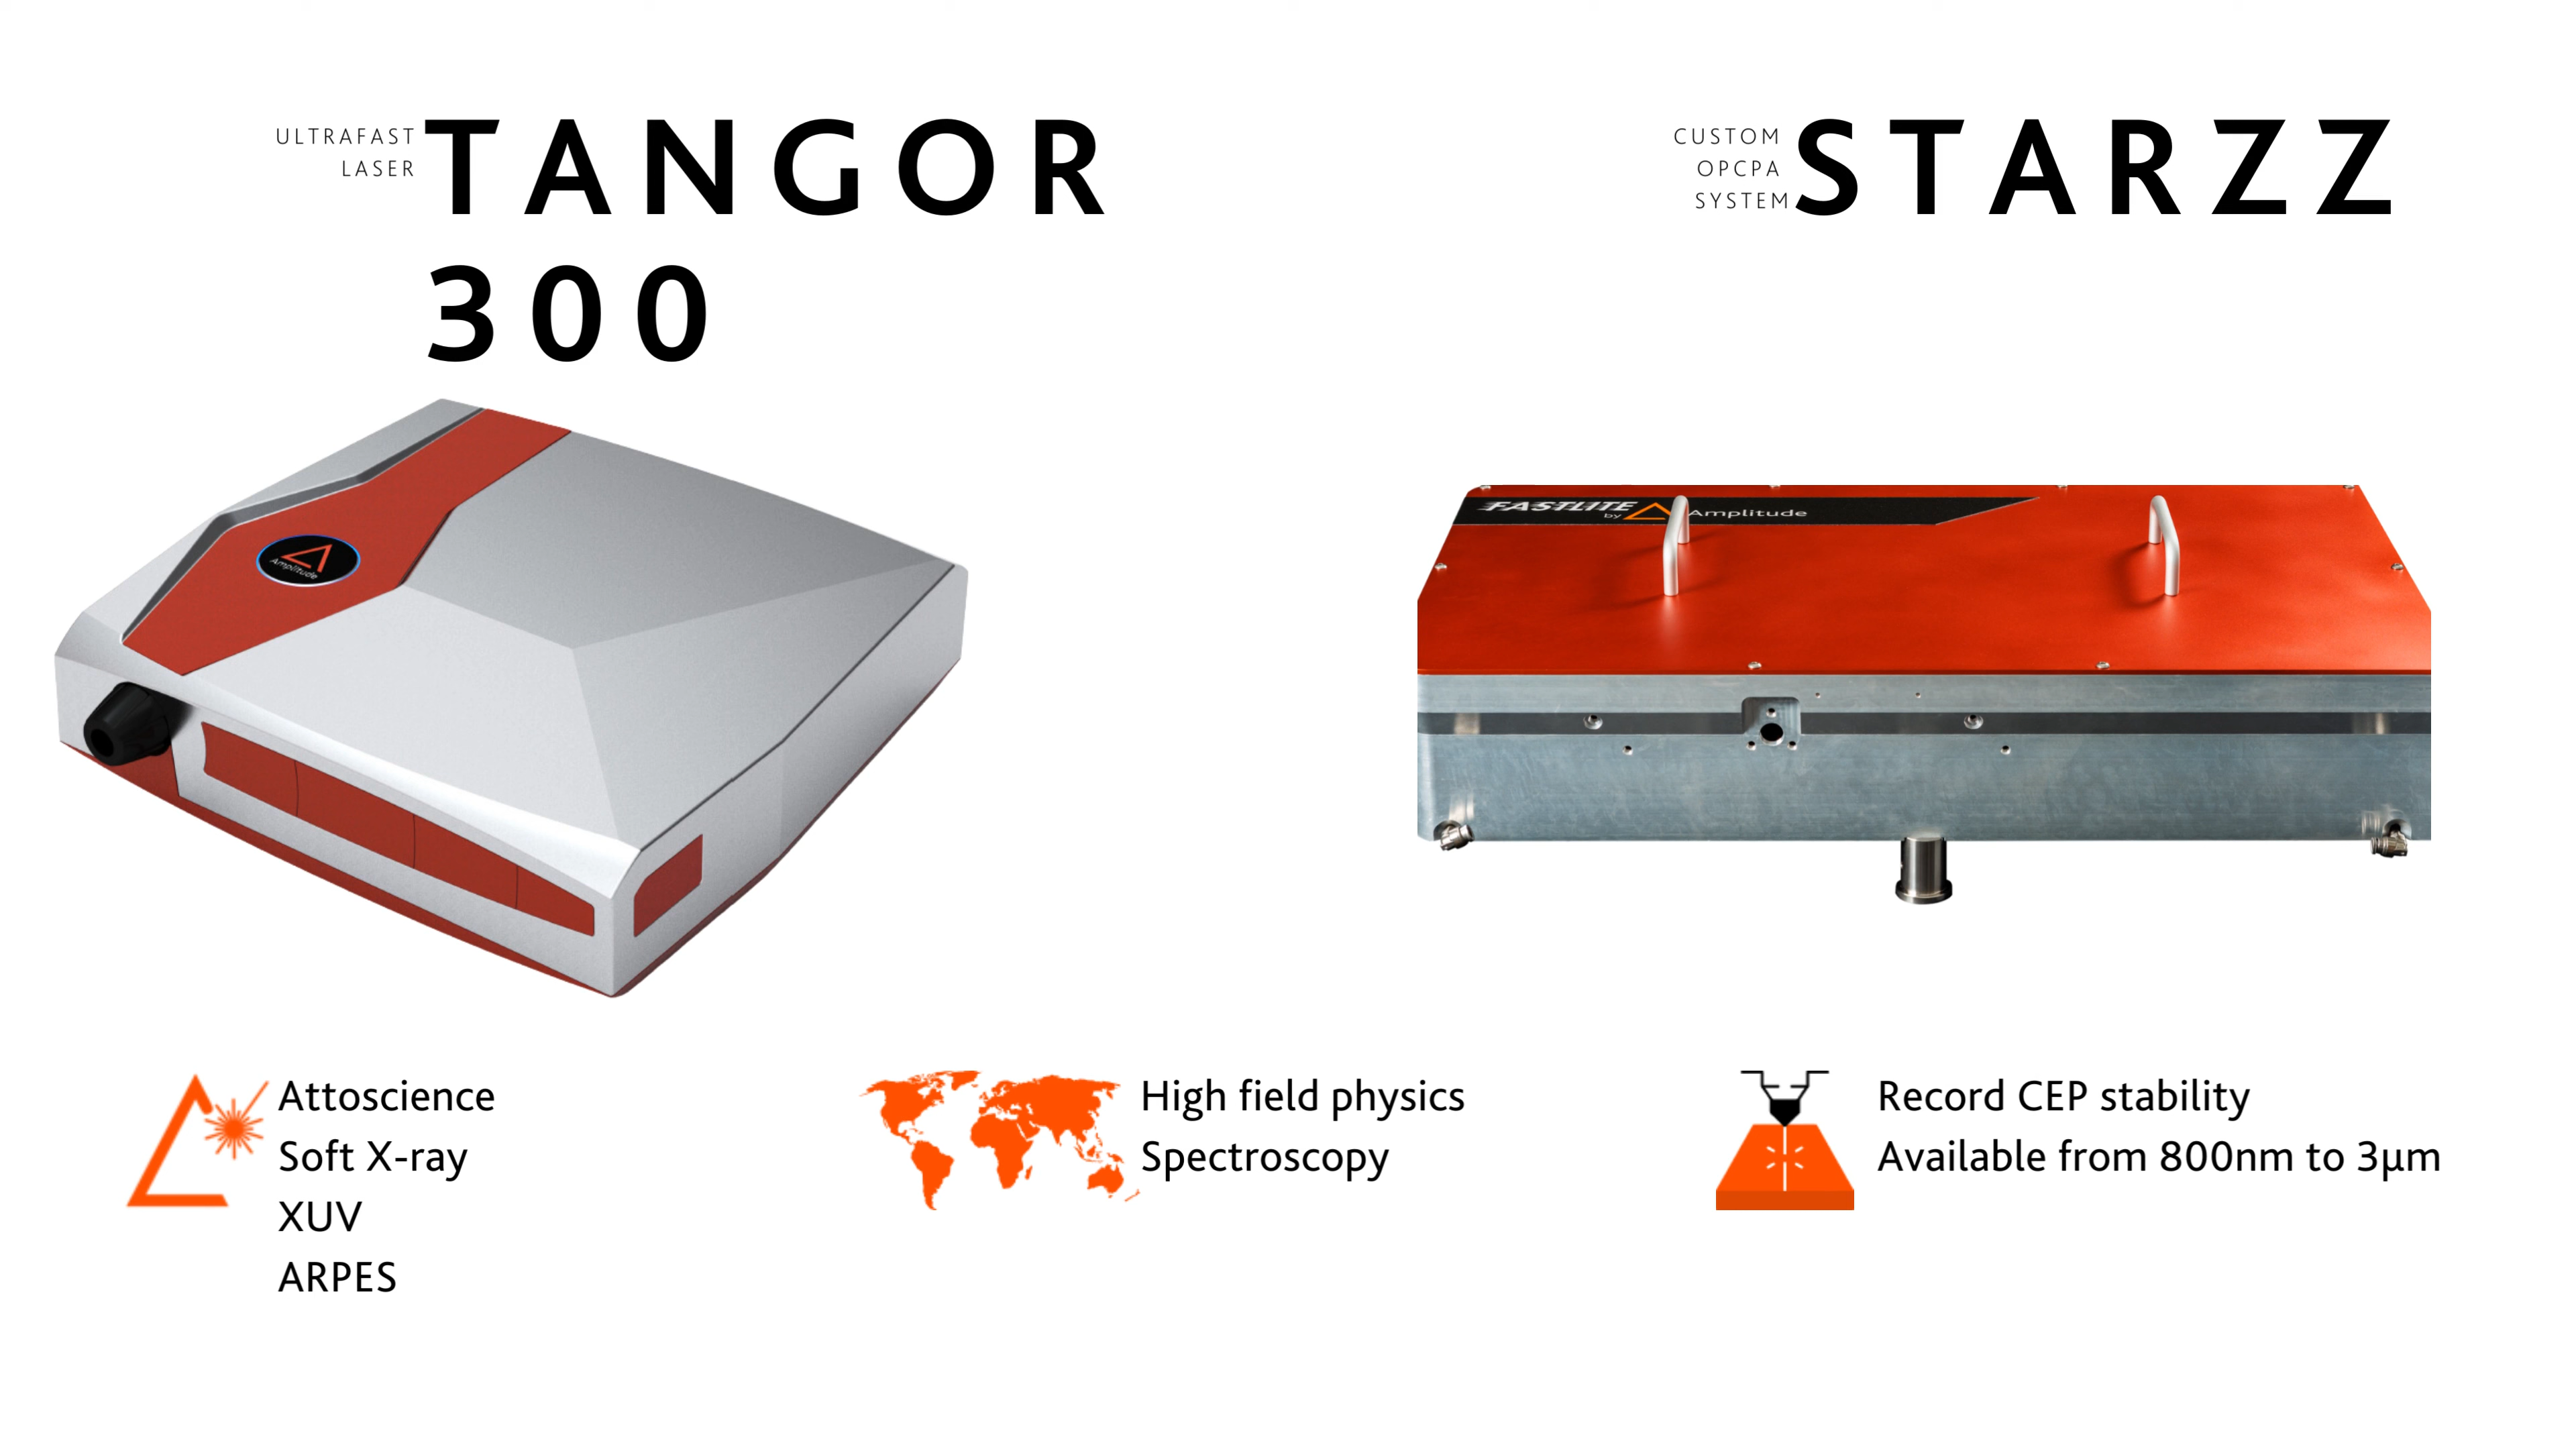 ULTRAFAST
LASER
TANGOR
300
CUSTOM
OPCPA
SYSTEM
STARZZ
Amplitude
FASTLITE
by Amplitude
Attoscience
Soft X-ray
XUV
ARPES
High field physics
Spectroscopy
Record CEP stability
Available from 800nm to 3µm